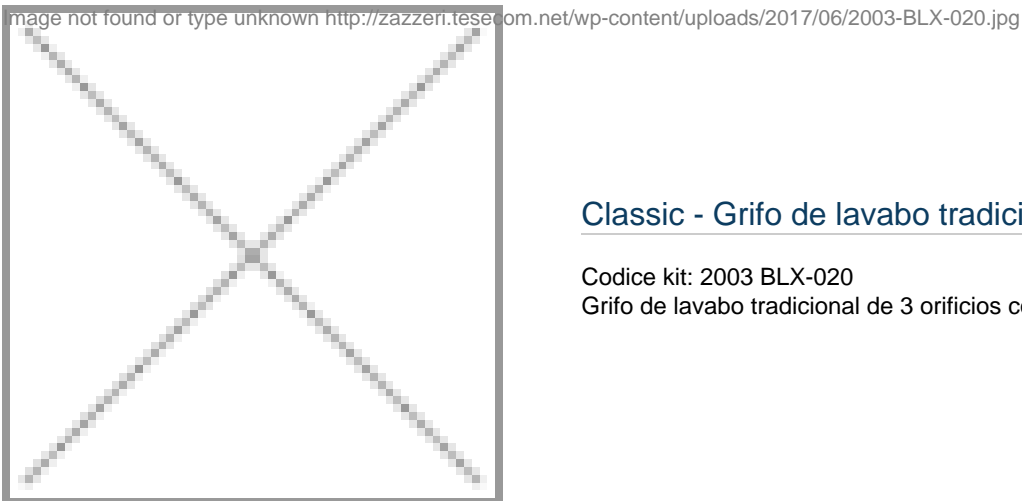 Image not found or type unknown http://zazzeri.tesecom.net/wp-content/uploads/2017/06/2003-BLX-020.jpg
Classic - Grifo de lavabo
Codice kit: 2003 BLX-020
Grifo de lavabo tradicional de 3 orificios